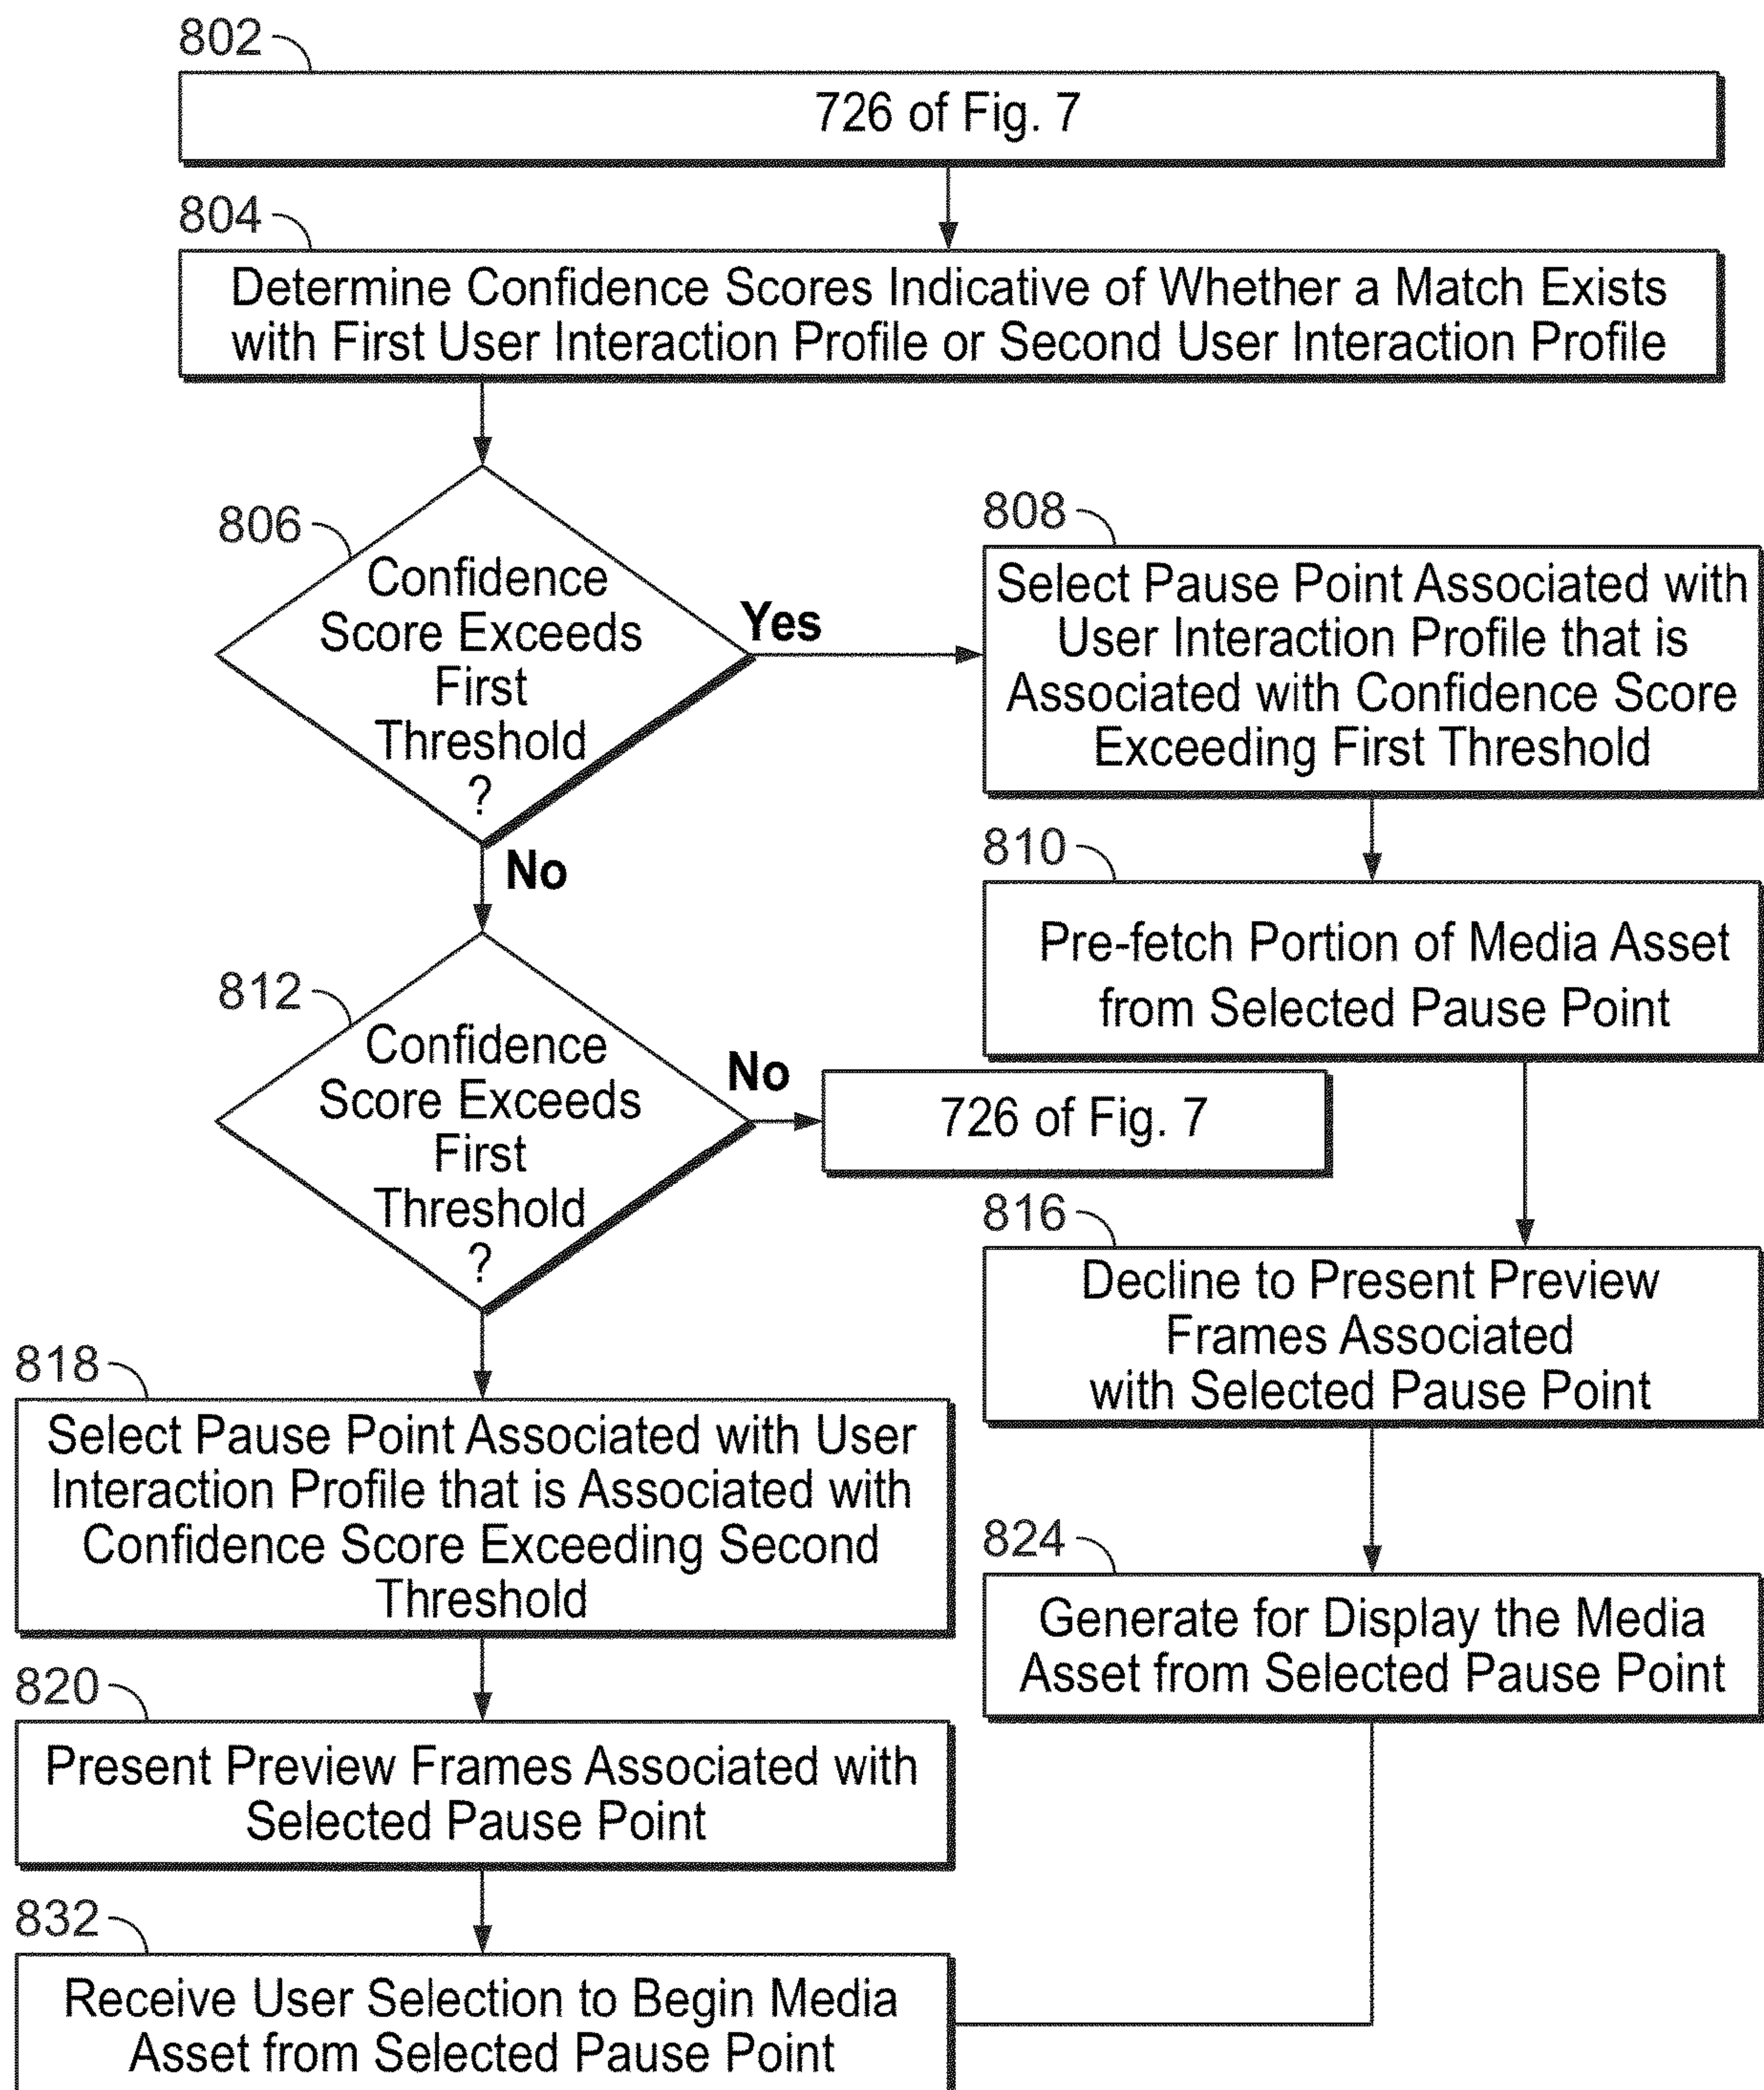 802
726 of Fig. 7
804
Determine Confidence Scores Indicative of Whether a Match Exists
with First User Interaction Profile or Second User Interaction Profile
806
Confidence
Score Exceeds
First
Threshold
?
Yes
No
808
Select Pause Point Associated with
User Interaction Profile that is
Associated with Confidence Score
Exceeding First Threshold
810
Pre-fetch Portion of Media Asset
from Selected Pause Point
812
Confidence
Score Exceeds
First
Threshold
?
No
726 of Fig. 7
816
Decline to Present Preview
Frames Associated
with Selected Pause Point
818
Select Pause Point Associated with User
Interaction Profile that is Associated with
Confidence Score Exceeding Second
Threshold
824
Generate for Display the Media
Asset from Selected Pause Point
820
Present Preview Frames Associated with
Selected Pause Point
832
Receive User Selection to Begin Media
Asset from Selected Pause Point